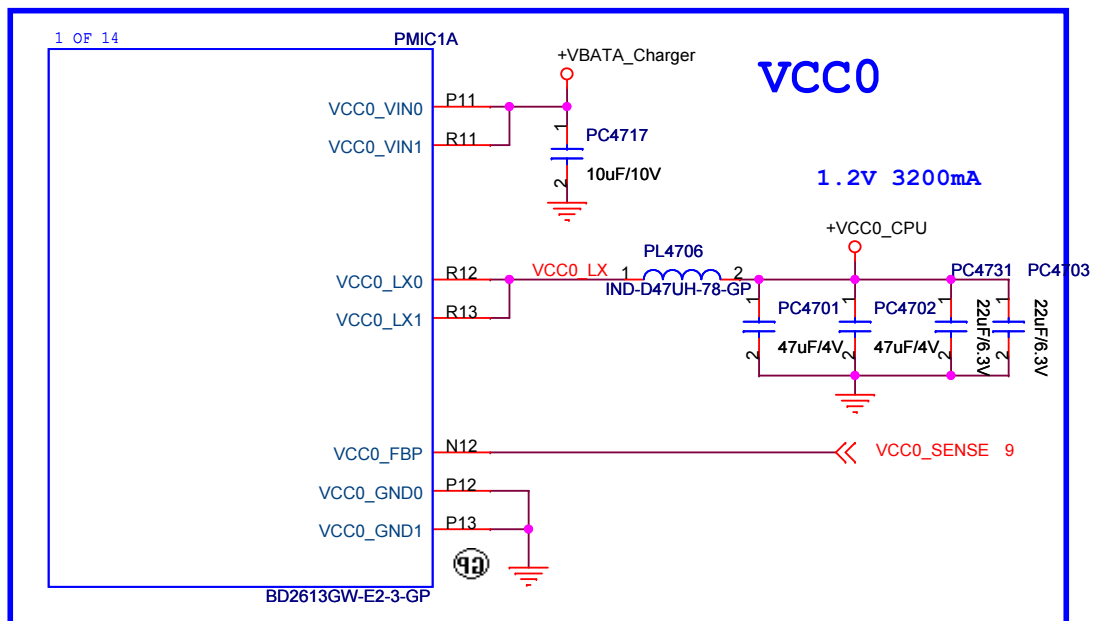 1 OF 14
PMIC1A
+VBATA_Charger
VCC0
VCC0_VIN0
P11
VCC0_VIN1
R11
1
PC4717
10uF/10V
2
1.2V 3200mA
+VCC0_CPU
VCC0_LX0
R12
VCC0_LX
1
PL4706
2
IND-D47UH-78-GP
VCC0_LX1
R13
1
PC4701
47uF/4V
2
1
PC4702
47uF/4V
2
PC4731
1
22uF/6.3V
2
PC4703
1
22uF/6.3V
2
VCC0_FBP
N12
VCC0_SENSE 9
VCC0_GND0
P12
VCC0_GND1
P13
GP
BD2613GW-E2-3-GP